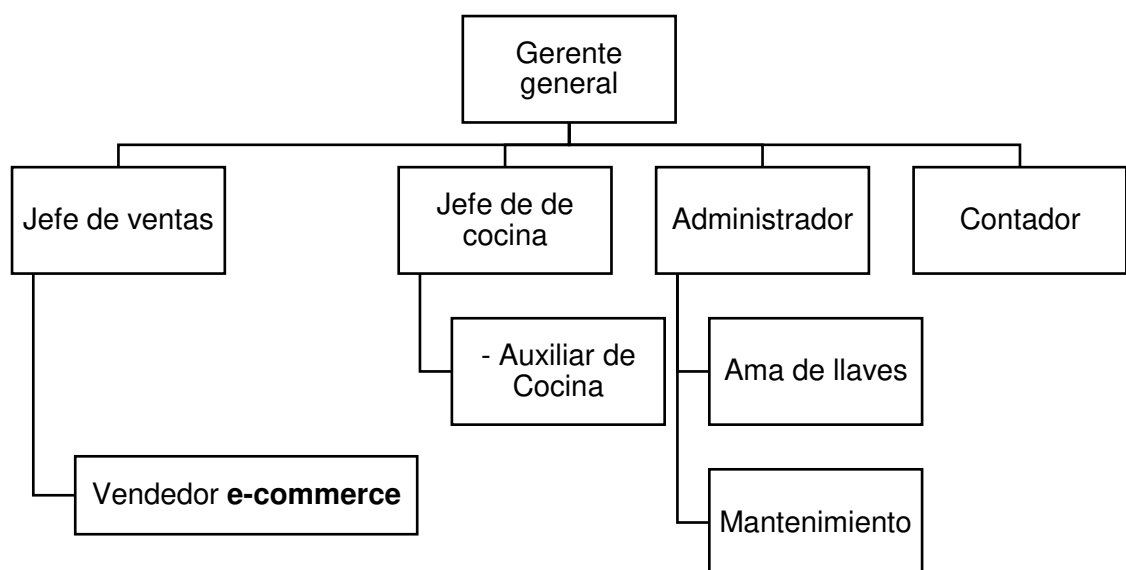 Gerente
general
Jefe de ventas
Jefe de de
cocina
Administrador
Contador
- Auxiliar de
Cocina
Ama de llaves
Vendedor e-commerce
Mantenimiento